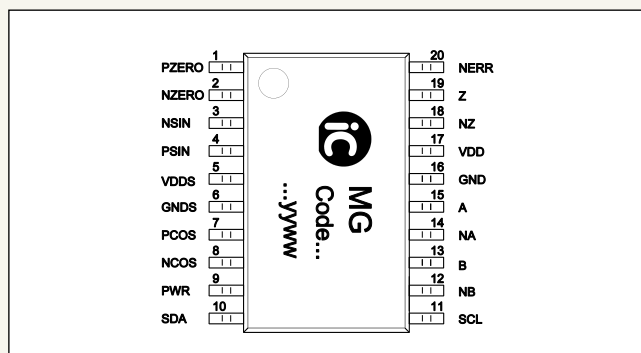 1 20
PZERO NERR
2 19
NZERO Z
3 18
NSIN NZ
4 17
PSIN VDD
5 16
VDDS GND
6 15
GNDS A
7 14
PCOS NA
8 13
NCOS B
9 12
PWR NB
10 11
SDA SCL
iC
MG
Code...
...yyww